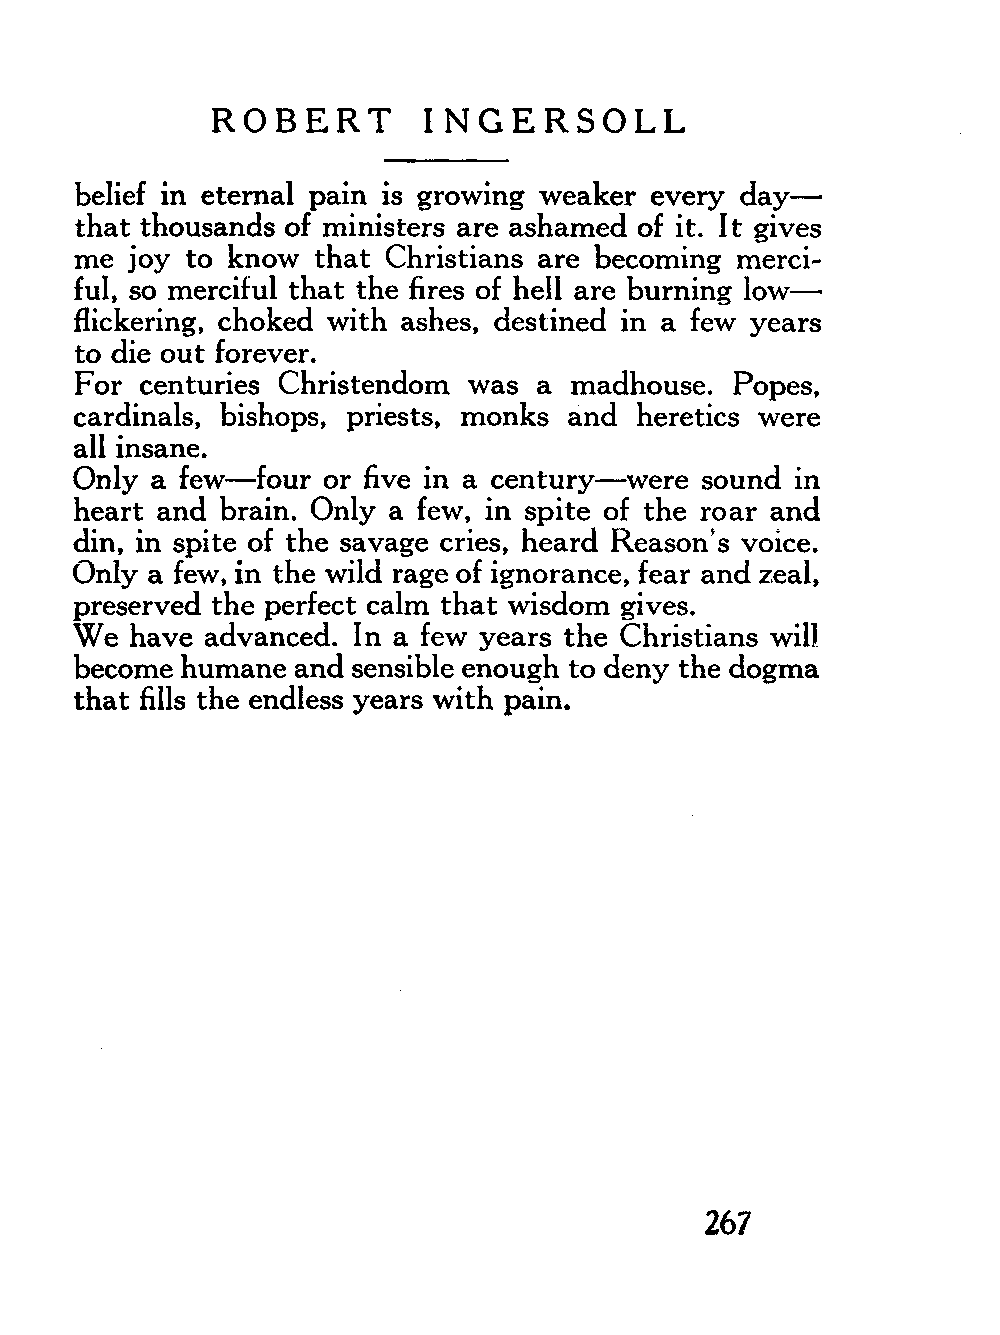 ROBERT INGERSOLL
belief in eternal pain is growing weaker every day—
that thousands of ministers are ashamed of it. It gives
me joy to know that Christians are becoming merci-
ful, so merciful that the fires of hell are burning low—
flickering, choked with ashes, destined in a few years
to die out forever.
For centuries Christendom was a madhouse. Popes,
cardinals, bishops, priests, monks and heretics were
all insane.
Only a few—four or five in a century—were sound in
heart and brain. Only a few, in spite of the roar and
din, in spite of the savage cries, heard Reason's voice.
Only a few, in the wild rage of ignorance, fear and zeal,
preserved the perfect calm that wisdom gives.
We have advanced. In a few years the Christians will
become humane and sensible enough to deny the dogma
that fills the endless years with pain.
267